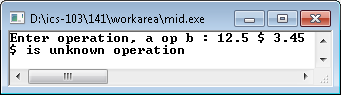 D:\ics-103\141\workarea\mid.exe
Enter operation, a op b : 12.5 $ 3.45
$ is unknown operation